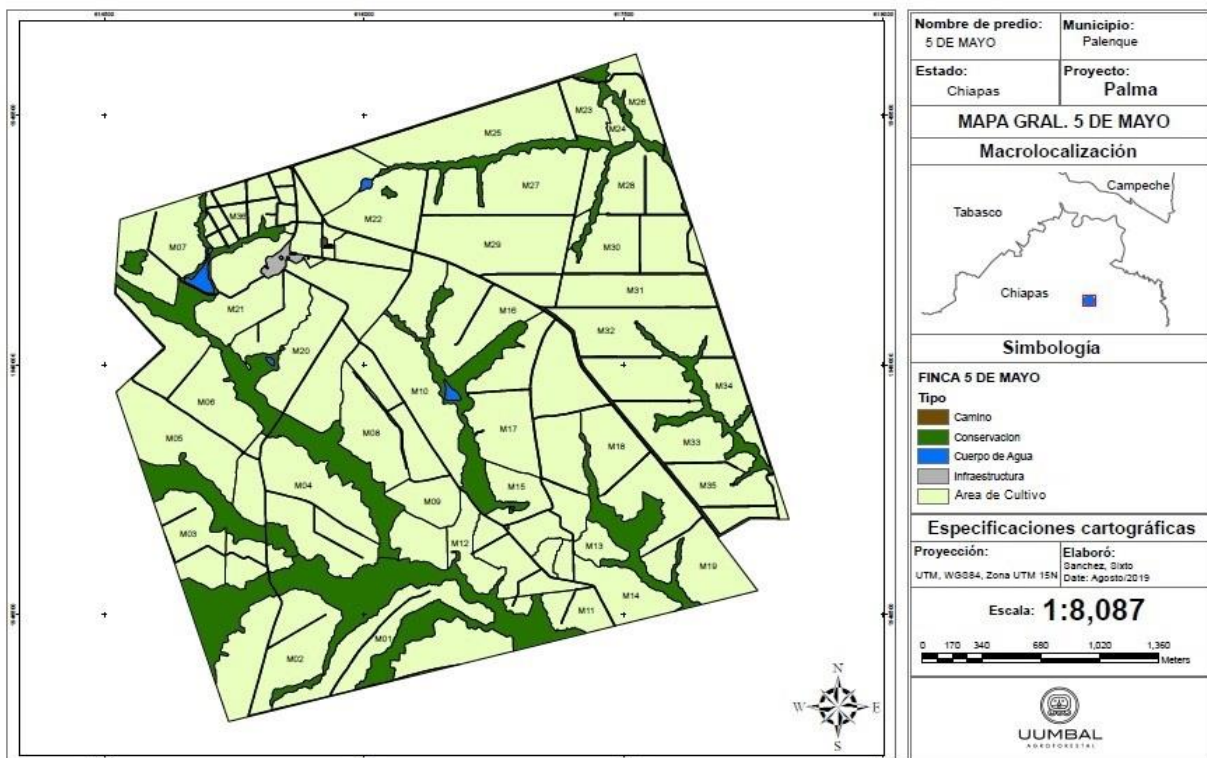 M23
M26
M24
M25
M27
M28
M36
M22
M07
M29
M30
M31
M21
M16
M32
M20
M10
M34
M06
M05
M08
M17
M18
M33
M04
M15
M35
M09
M03
M12
M13
M19
M14
M11
M01
M02
N
W E
S
Nombre de predio:
5 DE MAYO
Municipio:
Palenque
Estado:
Chiapas
Proyecto:
Palma
MAPA GRAL. 5 DE MAYO
Macrolocalización
Campeche
Tabasco
Chiapas
Simbología
FINCA 5 DE MAYO
Tipo
Camino
Conservacion
Cuerpo de Agua
Infraestructura
Area de Cultivo
Especificaciones cartográficas
Proyección:
UTM, WGS84, Zona UTM 15N
Elaboró:
Sanchez, Sixto
Date: Agosto/2019
Escala: 1:8,087
0 170 340 680 1,020 1,360
Meters
UUMBAL
AGROFORESTAL